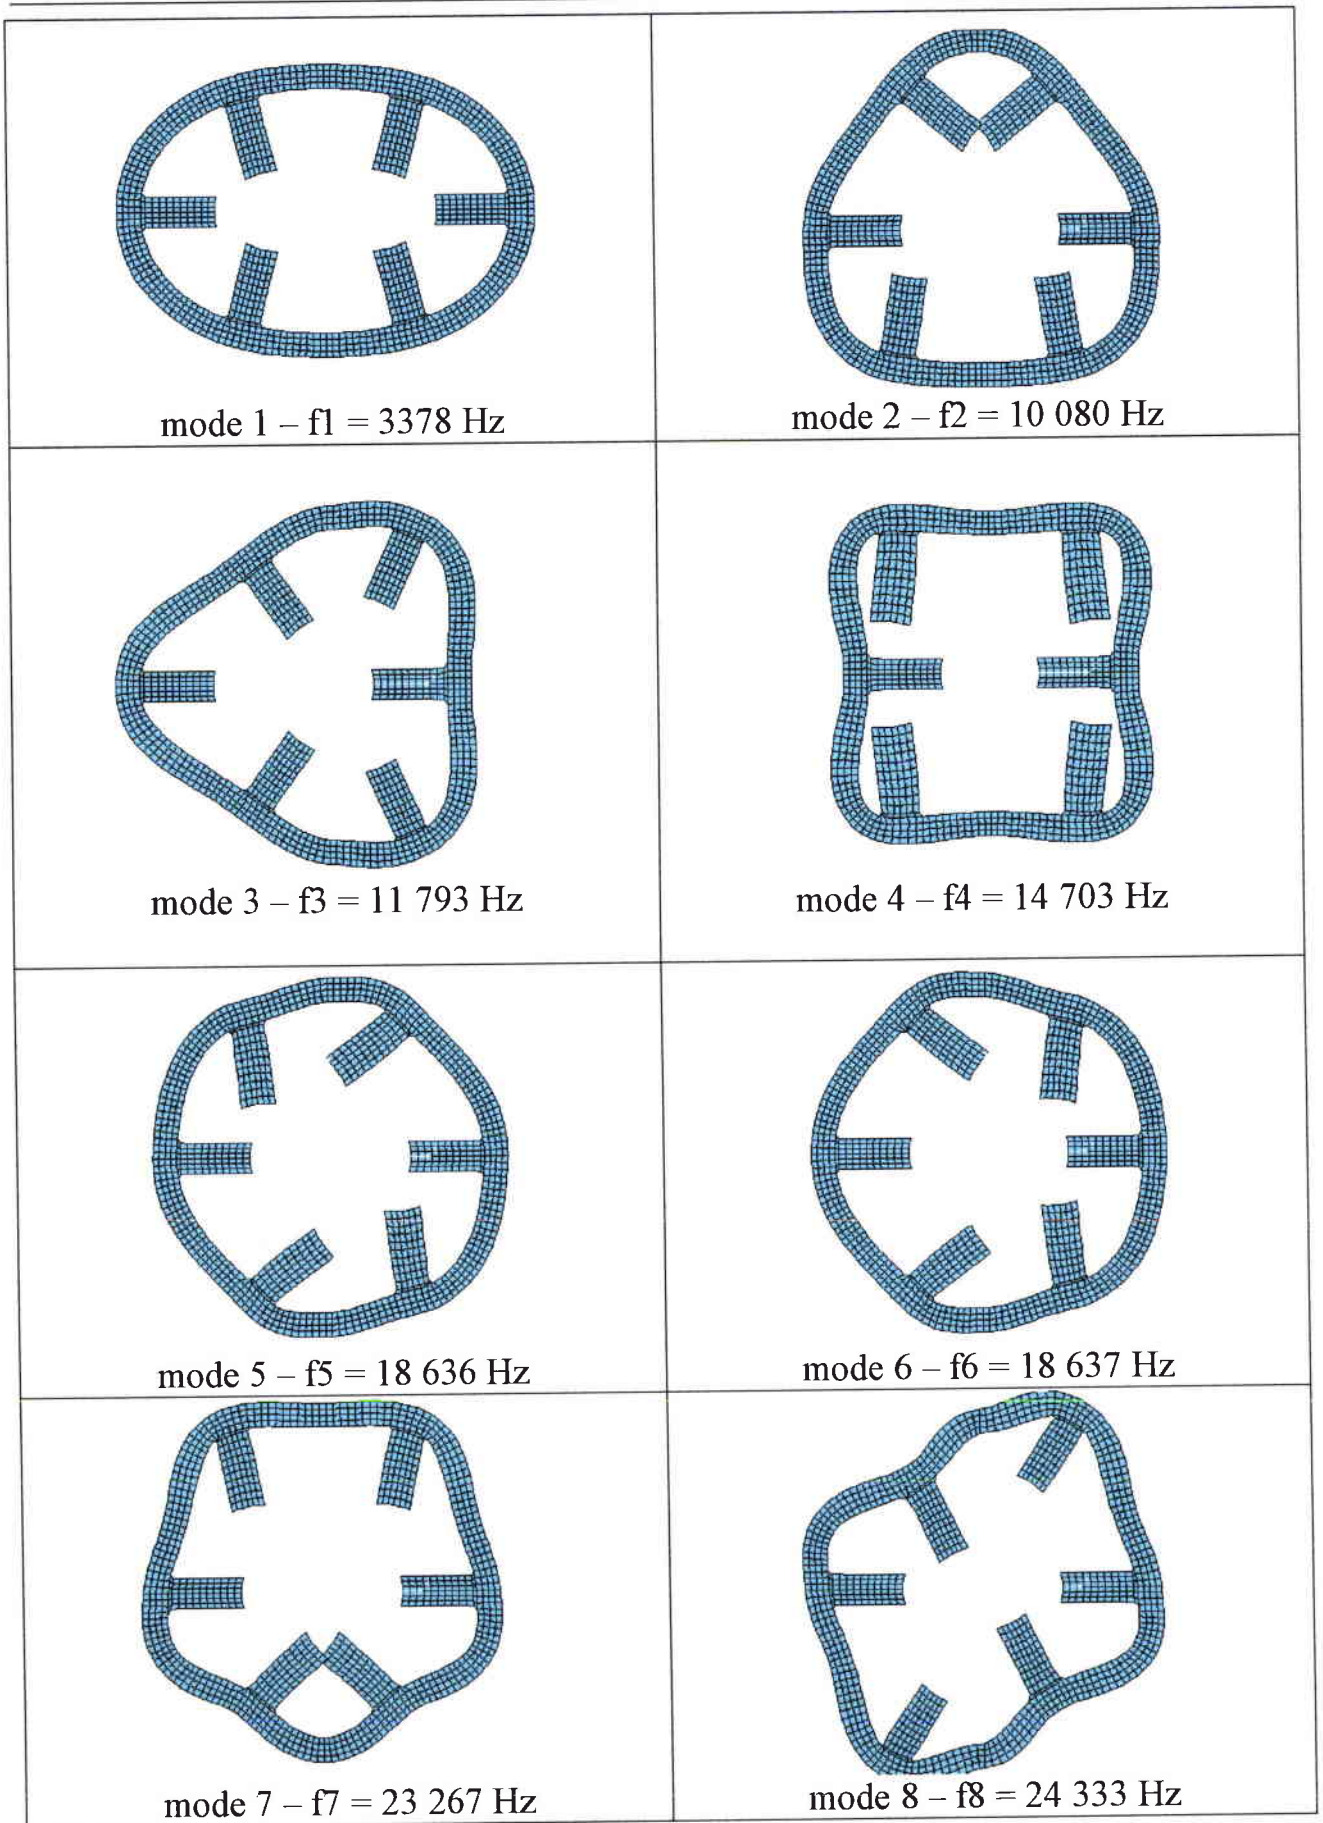 mode 1 – f1 = 3378 Hz
mode 2 – f2 = 10 080 Hz
mode 3 – f3 = 11 793 Hz
mode 4 – f4 = 14 703 Hz
mode 5 – f5 = 18 636 Hz
mode 6 – f6 = 18 637 Hz
mode 7 – f7 = 23 267 Hz
mode 8 – f8 = 24 333 Hz